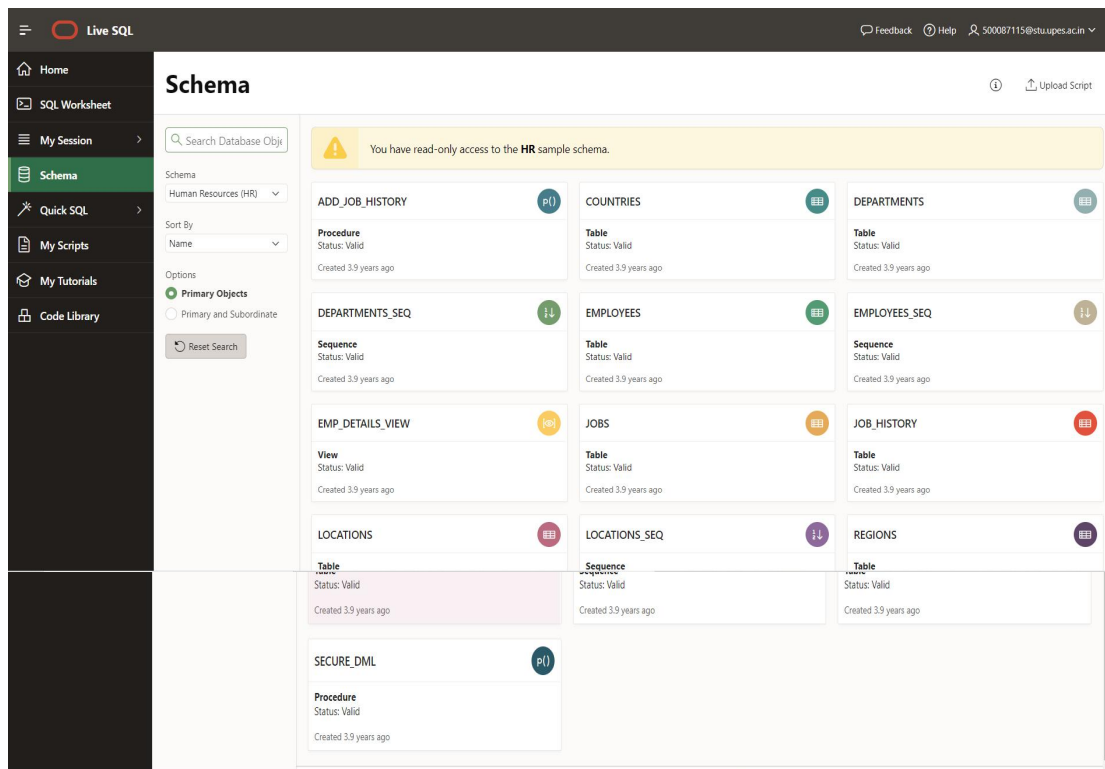 Live SQL
Feedback Help 500087115@stu.upes.ac.in
Home
SQL Worksheet
My Session
Schema
Quick SQL
My Scripts
My Tutorials
Code Library
Schema
Upload Script
Search Database Obje
Schema
Human Resources (HR)
Sort By
Name
Options
Primary Objects
Primary and Subordinate
Reset Search
You have read-only access to the HR sample schema.
ADD_JOB_HISTORY
P()
Procedure
Status: Valid
Created 3.9 years ago
COUNTRIES
Table
Status: Valid
Created 3.9 years ago
DEPARTMENTS
Table
Status: Valid
Created 3.9 years ago
DEPARTMENTS_SEQ
Sequence
Status: Valid
Created 3.9 years ago
EMPLOYEES
Table
Status: Valid
Created 3.9 years ago
EMPLOYEES_SEQ
Sequence
Status: Valid
Created 3.9 years ago
EMP_DETAILS_VIEW
View
Status: Valid
Created 3.9 years ago
JOBS
Table
Status: Valid
Created 3.9 years ago
JOB_HISTORY
Table
Status: Valid
Created 3.9 years ago
LOCATIONS
Table
Status: Valid
Created 3.9 years ago
LOCATIONS_SEQ
Sequence
Status: Valid
Created 3.9 years ago
REGIONS
Table
Status: Valid
Created 3.9 years ago
SECURE_DML
P()
Procedure
Status: Valid
Created 3.9 years ago